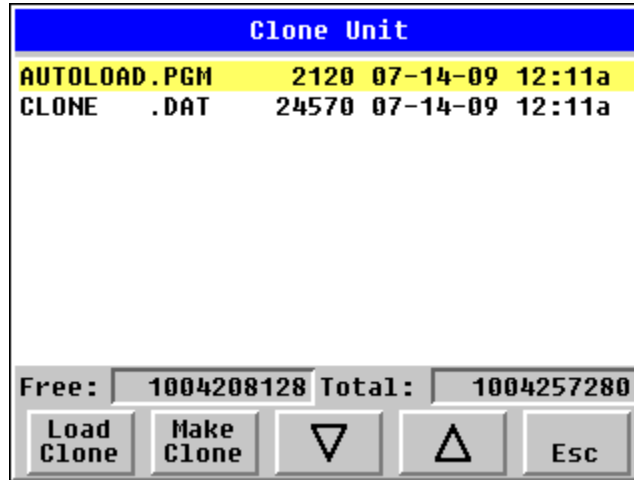 Clone Unit
AUTOLOAD.PGM 2120 07-14-09 12:11a
CLONE .DAT 24570 07-14-09 12:11a
Free: 1004208128 Total: 1004257280
Load Clone Make Clone ▽ △ Esc